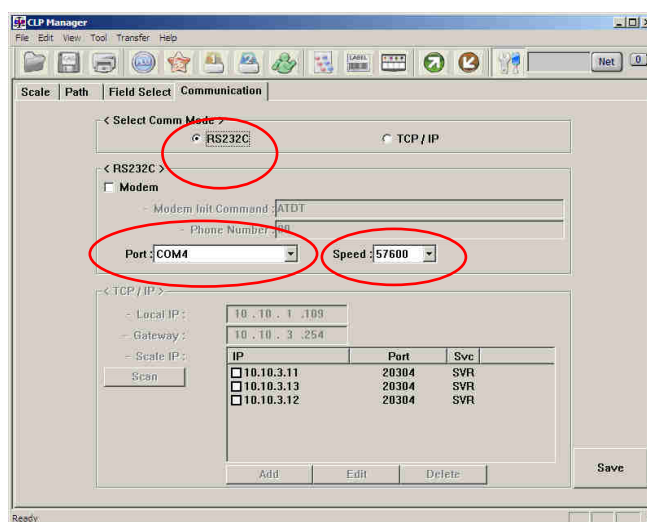 CLP Manager
File Edit View Tool Transfer Help
LABEL
Net 0
Scale Path Field Select Communication
< Select Comm Mode >
RS232C TCP / IP
< RS232C >
Modem
- Modem Init Command : ATDT
- Phone Number :
Port : COM4 Speed : 57600
< TCP / IP >
- Local IP : 10 . 10 . 1 .109
- Gateway : 10 . 10 . 3 .254
- Scale IP : IP Port Svc
Scan 10.10.3.11 20304 SVR
10.10.3.13 20304 SVR
10.10.3.12 20304 SVR
Add Edit Delete
Save
Ready